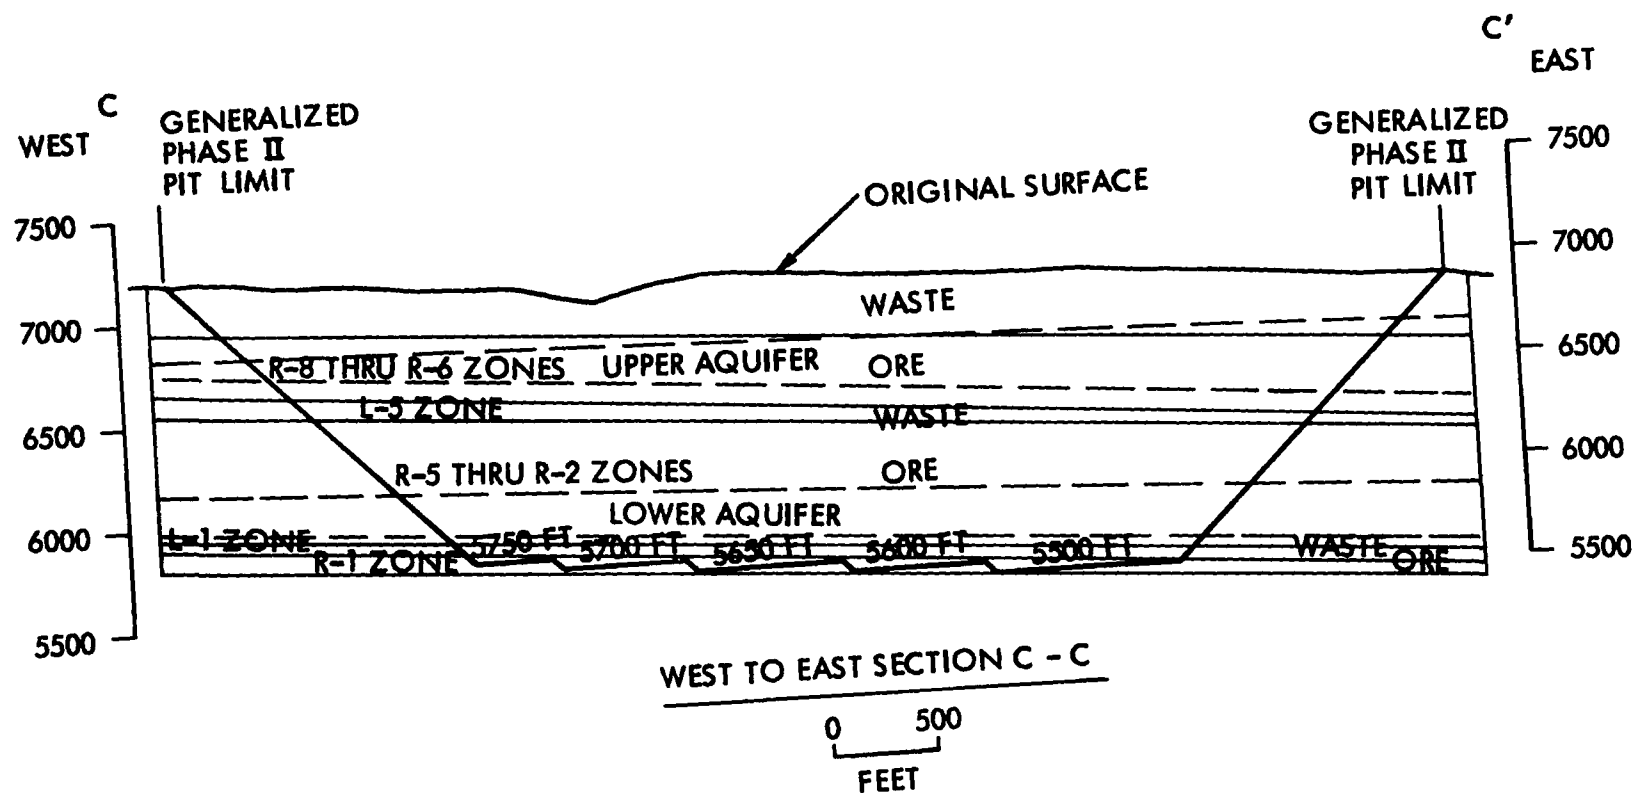 C'
EAST
C
WEST
GENERALIZED
PHASE II
PIT LIMIT
GENERALIZED
PHASE II
PIT LIMIT
ORIGINAL SURFACE
7500
7000
6500
6000
5500
7500
7000
6500
6000
5500
WASTE
R-8 THRU R-6 ZONES UPPER AQUIFER ORE
L-5 ZONE WASTE
R-5 THRU R-2 ZONES ORE
LOWER AQUIFER
L-1 ZONE 5750 FT 5700 FT 5650 FT 5600 FT 5500 FT WASTE
R-1 ZONE ORE
WEST TO EAST SECTION C - C
0 500
FEET